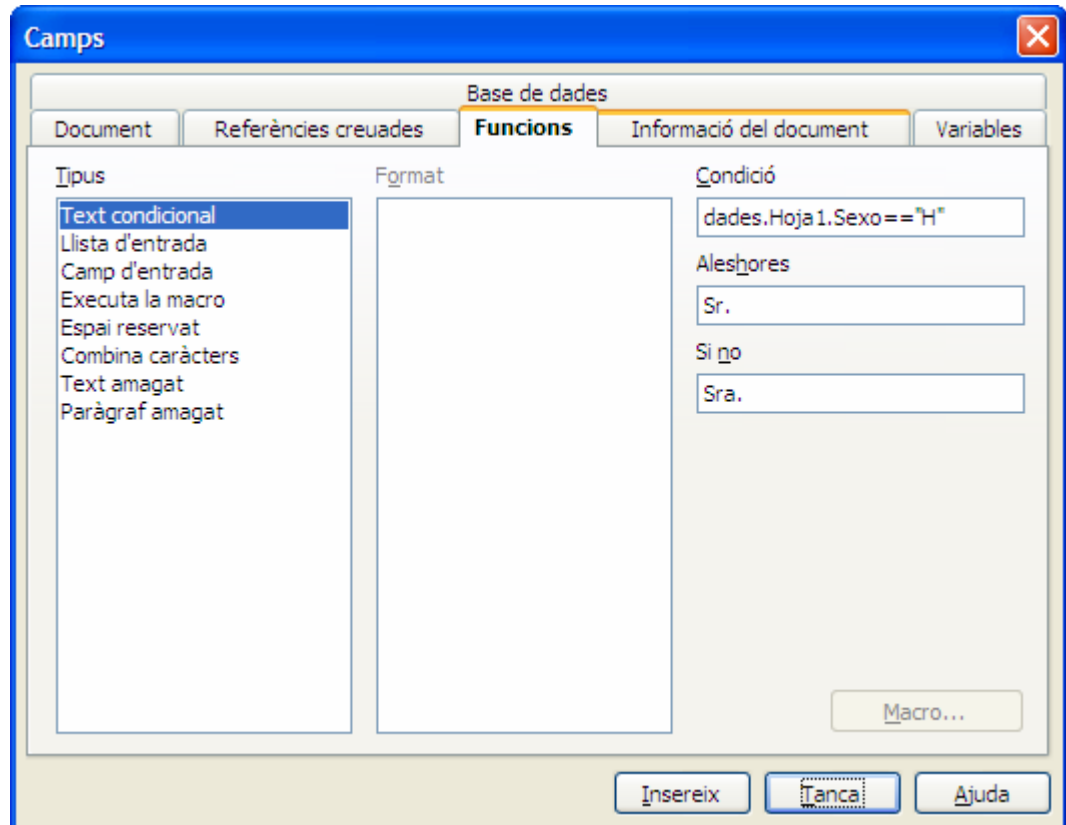 Camps
Base de dades
Document
Referències creuades
Funcions
Informació del document
Variables
Tipus
Format
Condició
Text condicional
Llista d'entrada
Camp d'entrada
Executa la macro
Espai reservat
Combina caràcters
Text amagat
Paràgraf amagat
dades.Hoja1.Sexo=="H"
Aleshores
Sr.
Si no
Sra.
Macro...
Insereix
Tanca
Ajuda